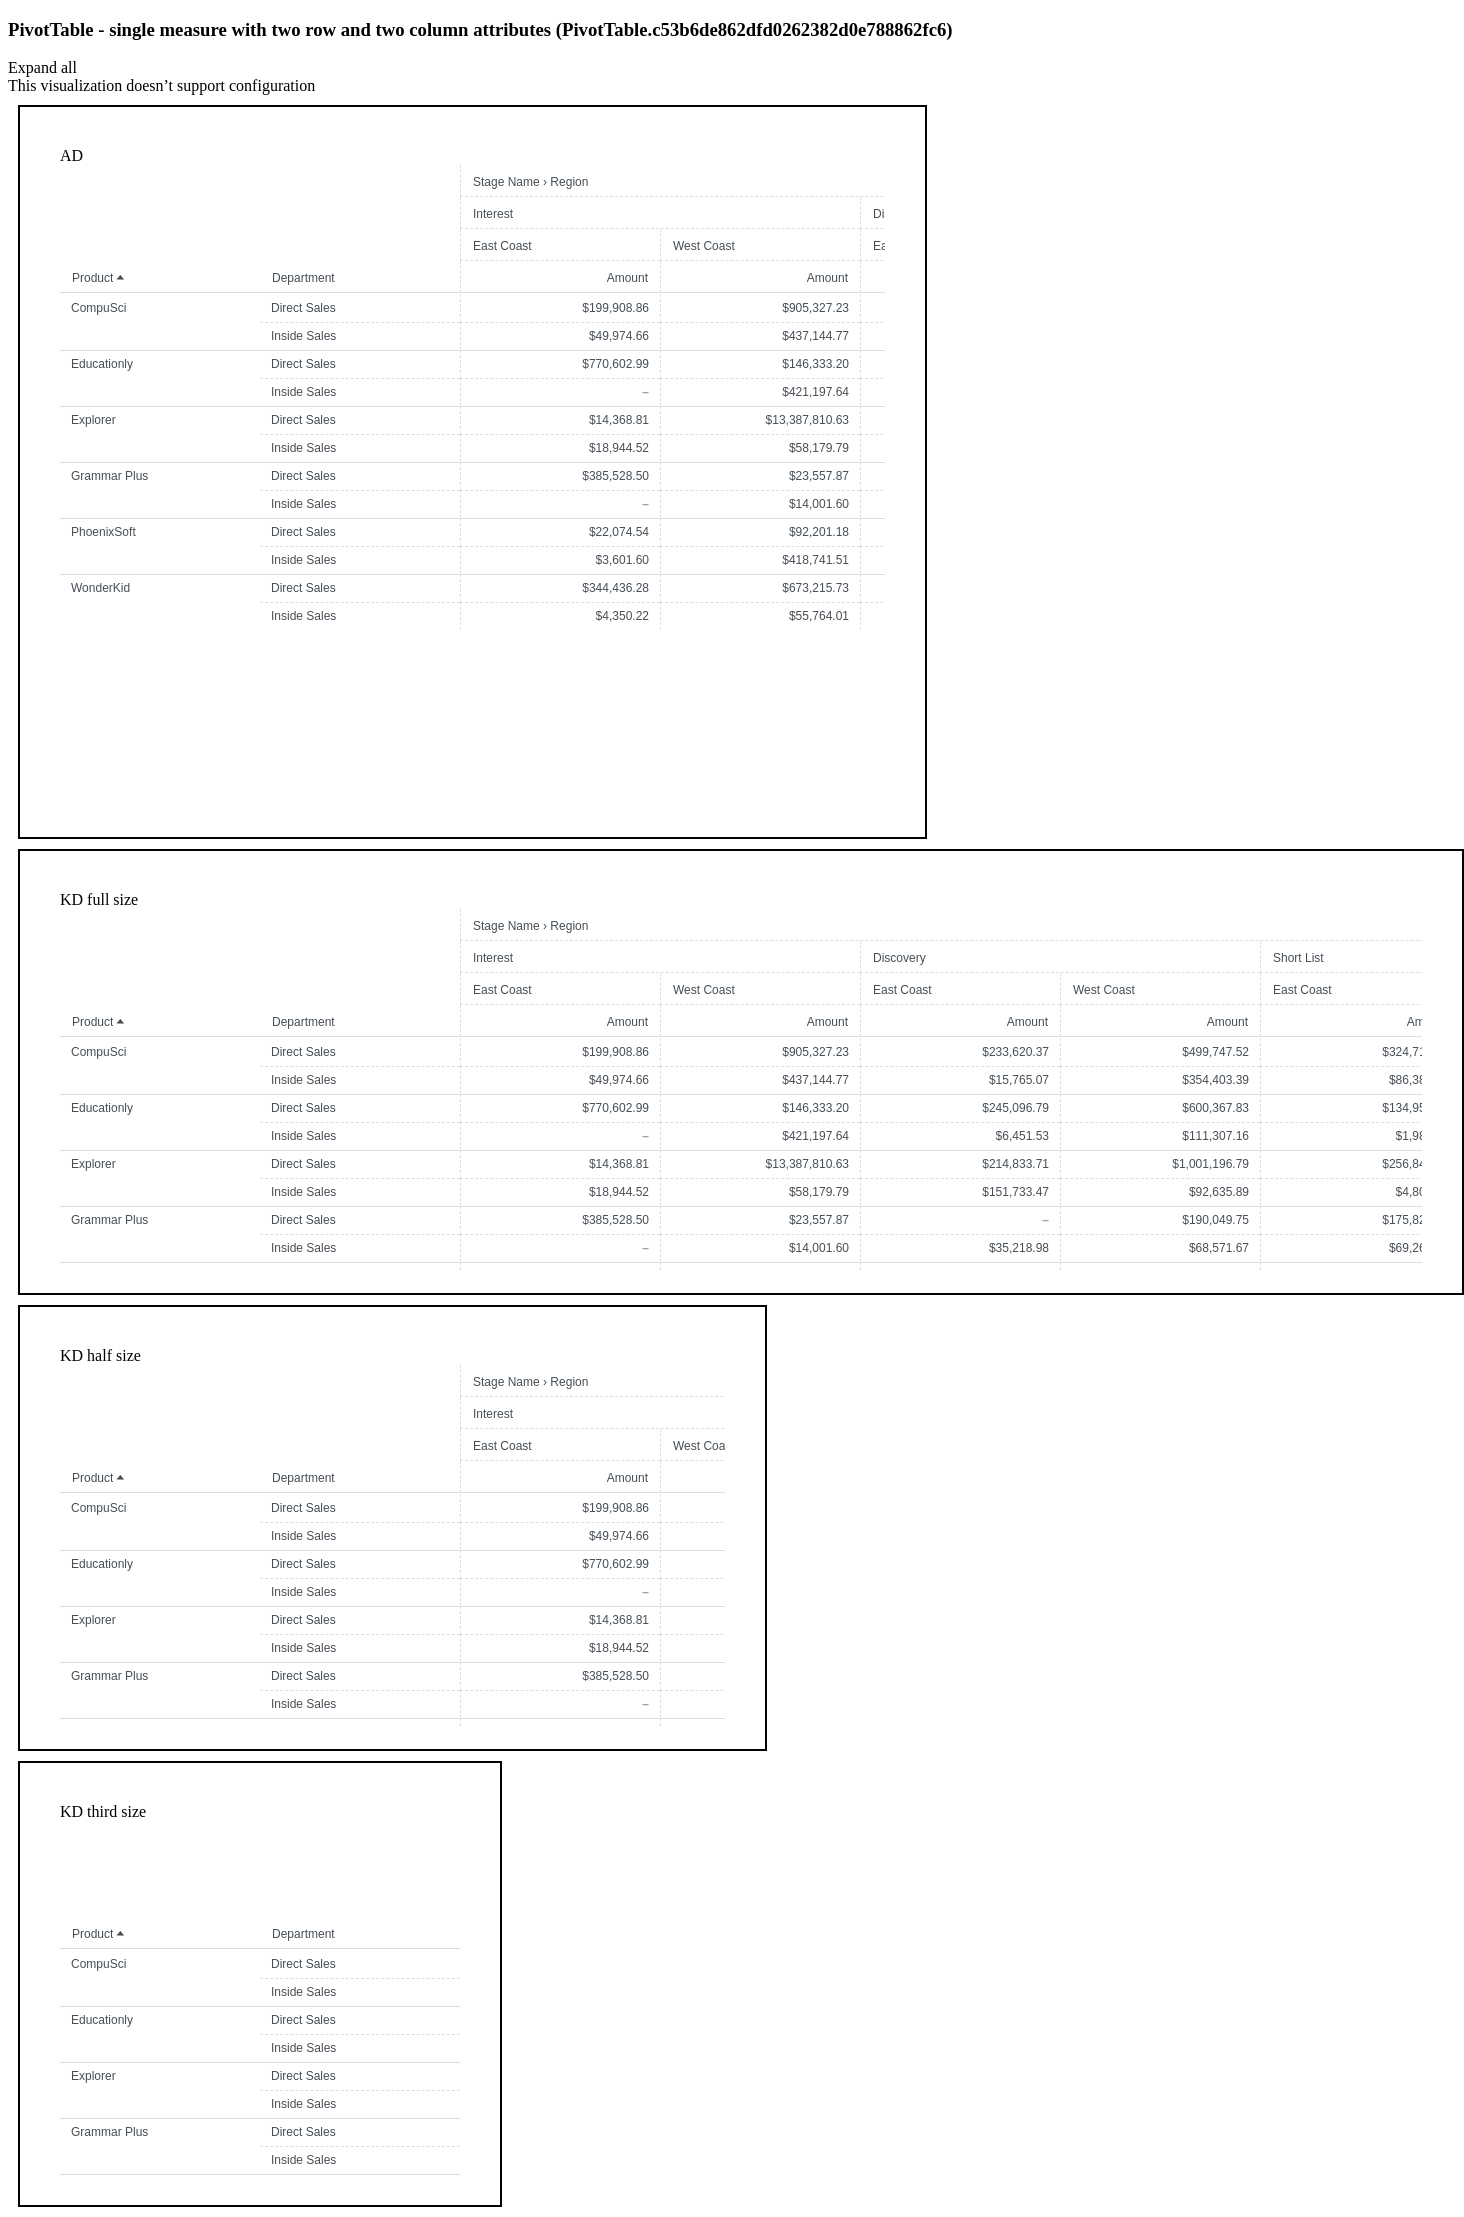 PivotTable - single measure with two row and two column attributes (PivotTable.c53b6de862dfd0262382d0e788862fc6)
Expand all
This visualization doesn’t support configuration
AD
Stage Name › Region
Interest Di
East Coast West Coast Ea
Product Department Amount Amount
CompuSci Direct Sales $199,908.86 $905,327.23
Inside Sales $49,974.66 $437,144.77
Educationly Direct Sales $770,602.99 $146,333.20
Inside Sales – $421,197.64
Explorer Direct Sales $14,368.81 $13,387,810.63
Inside Sales $18,944.52 $58,179.79
Grammar Plus Direct Sales $385,528.50 $23,557.87
Inside Sales – $14,001.60
PhoenixSoft Direct Sales $22,074.54 $92,201.18
Inside Sales $3,601.60 $418,741.51
WonderKid Direct Sales $344,436.28 $673,215.73
Inside Sales $4,350.22 $55,764.01
KD full size
Stage Name › Region
Interest Discovery Short List
East Coast West Coast East Coast West Coast East Coast
Product Department Amount Amount Amount Amount Am
CompuSci Direct Sales $199,908.86 $905,327.23 $233,620.37 $499,747.52 $324,71
Inside Sales $49,974.66 $437,144.77 $15,765.07 $354,403.39 $86,38
Educationly Direct Sales $770,602.99 $146,333.20 $245,096.79 $600,367.83 $134,95
Inside Sales – $421,197.64 $6,451.53 $111,307.16 $1,98
Explorer Direct Sales $14,368.81 $13,387,810.63 $214,833.71 $1,001,196.79 $256,84
Inside Sales $18,944.52 $58,179.79 $151,733.47 $92,635.89 $4,80
Grammar Plus Direct Sales $385,528.50 $23,557.87 – $190,049.75 $175,82
Inside Sales – $14,001.60 $35,218.98 $68,571.67 $69,26
KD half size
Stage Name › Region
Interest
East Coast West Coa
Product Department Amount
CompuSci Direct Sales $199,908.86
Inside Sales $49,974.66
Educationly Direct Sales $770,602.99
Inside Sales –
Explorer Direct Sales $14,368.81
Inside Sales $18,944.52
Grammar Plus Direct Sales $385,528.50
Inside Sales –
KD third size
Product Department
CompuSci Direct Sales
Inside Sales
Educationly Direct Sales
Inside Sales
Explorer Direct Sales
Inside Sales
Grammar Plus Direct Sales
Inside Sales